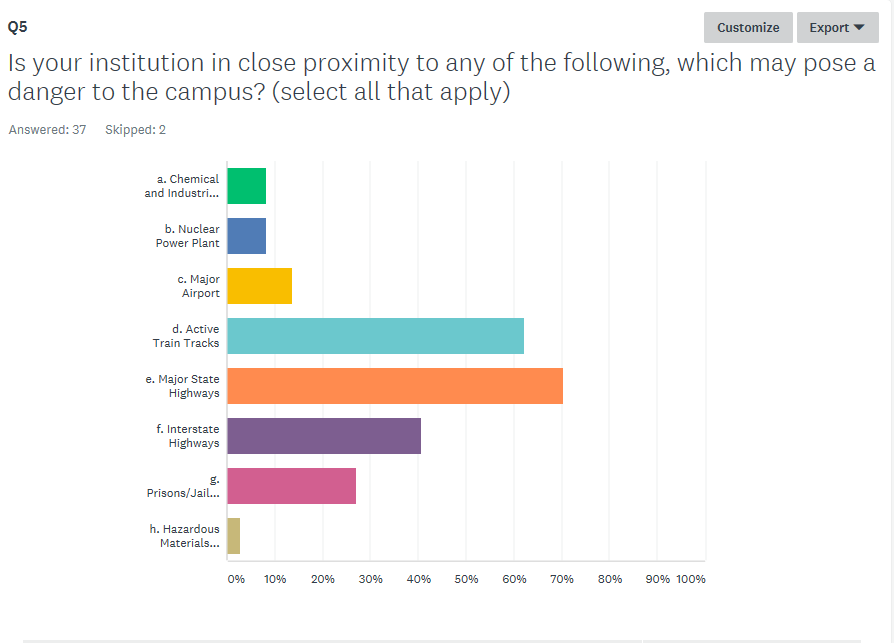 Q5
Customize
Export
Is your institution in close proximity to any of the following, which may pose a
danger to the campus? (select all that apply)
Answered: 37 Skipped: 2
a. Chemical
and Industri...
b. Nuclear
Power Plant
c. Major
Airport
d. Active
Train Tracks
e. Major State
Highways
f. Interstate
Highways
g.
Prisons/Jail...
h. Hazardous
Materials...
0% 10% 20% 30% 40% 50% 60% 70% 80% 90% 100%